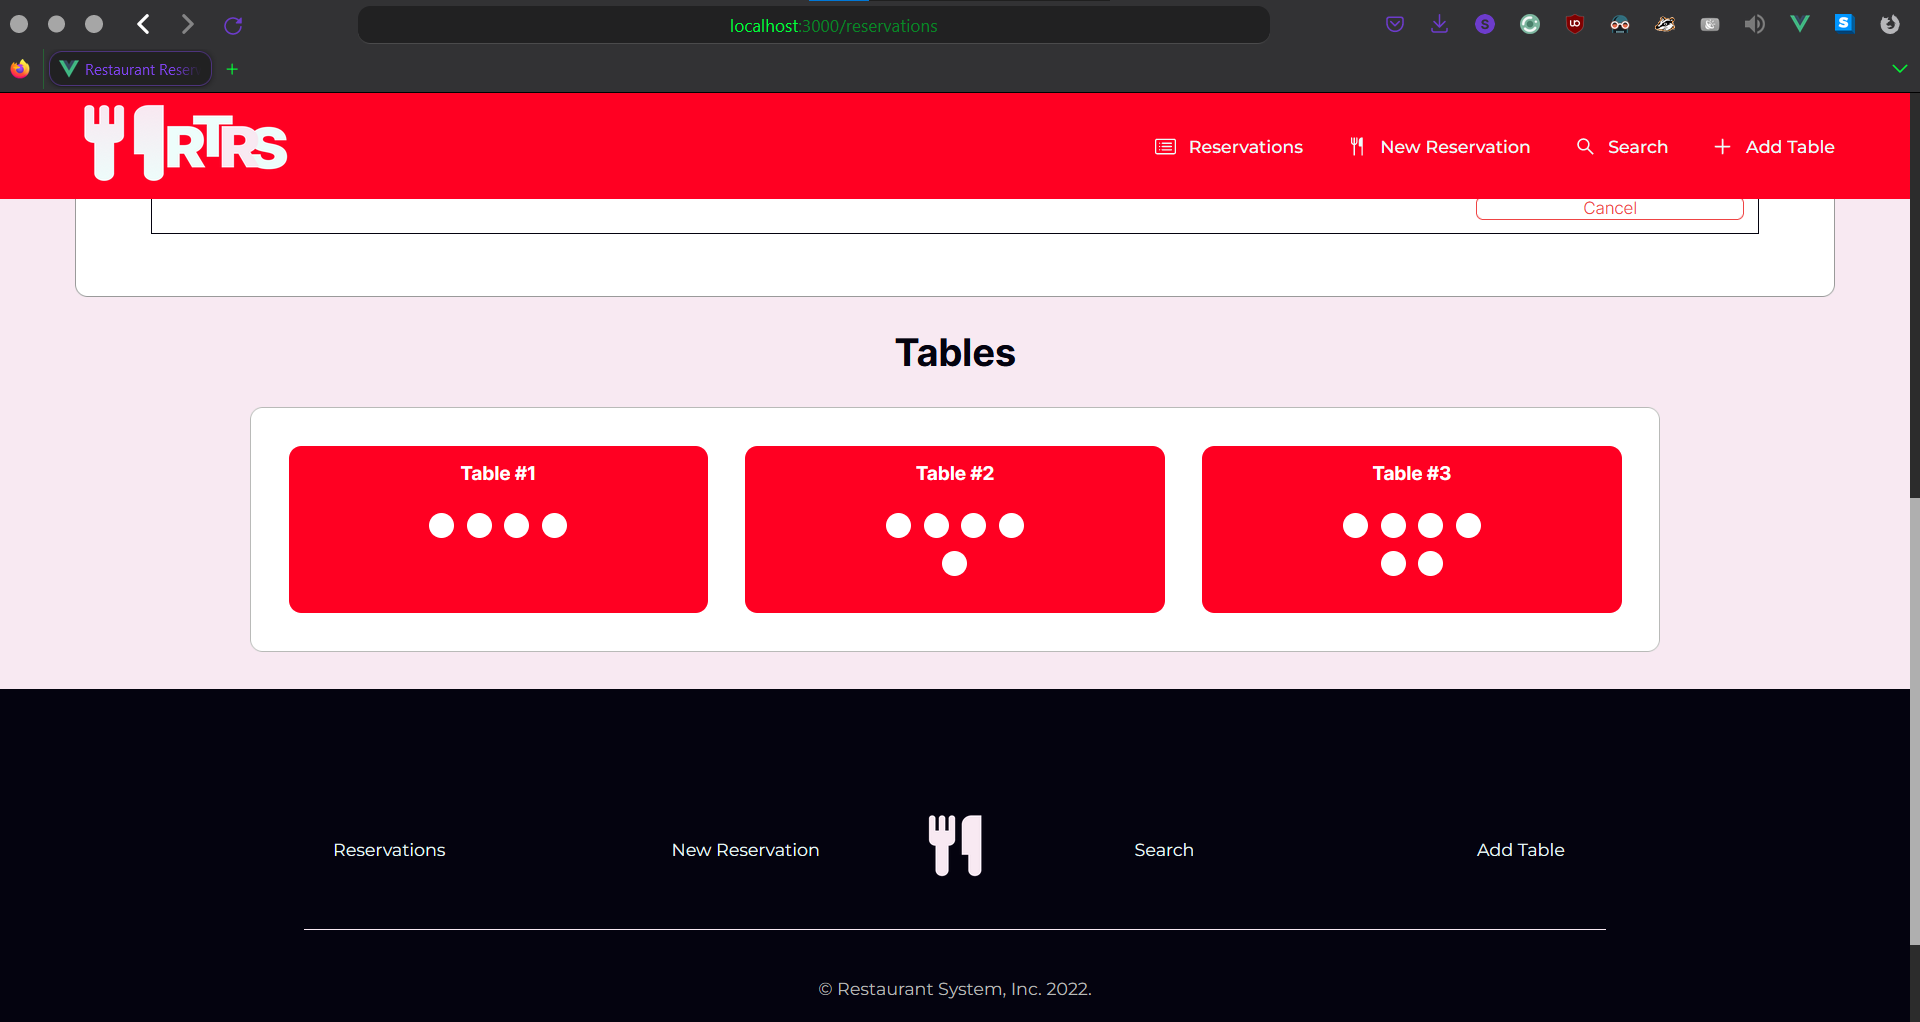 localhost:3000/reservations
Restaurant Reser
RTRS
Reservations
New Reservation
Search
Add Table
Cancel
Tables
Table #1
Table #2
Table #3
Reservations
New Reservation
Search
Add Table
© Restaurant System, Inc. 2022.